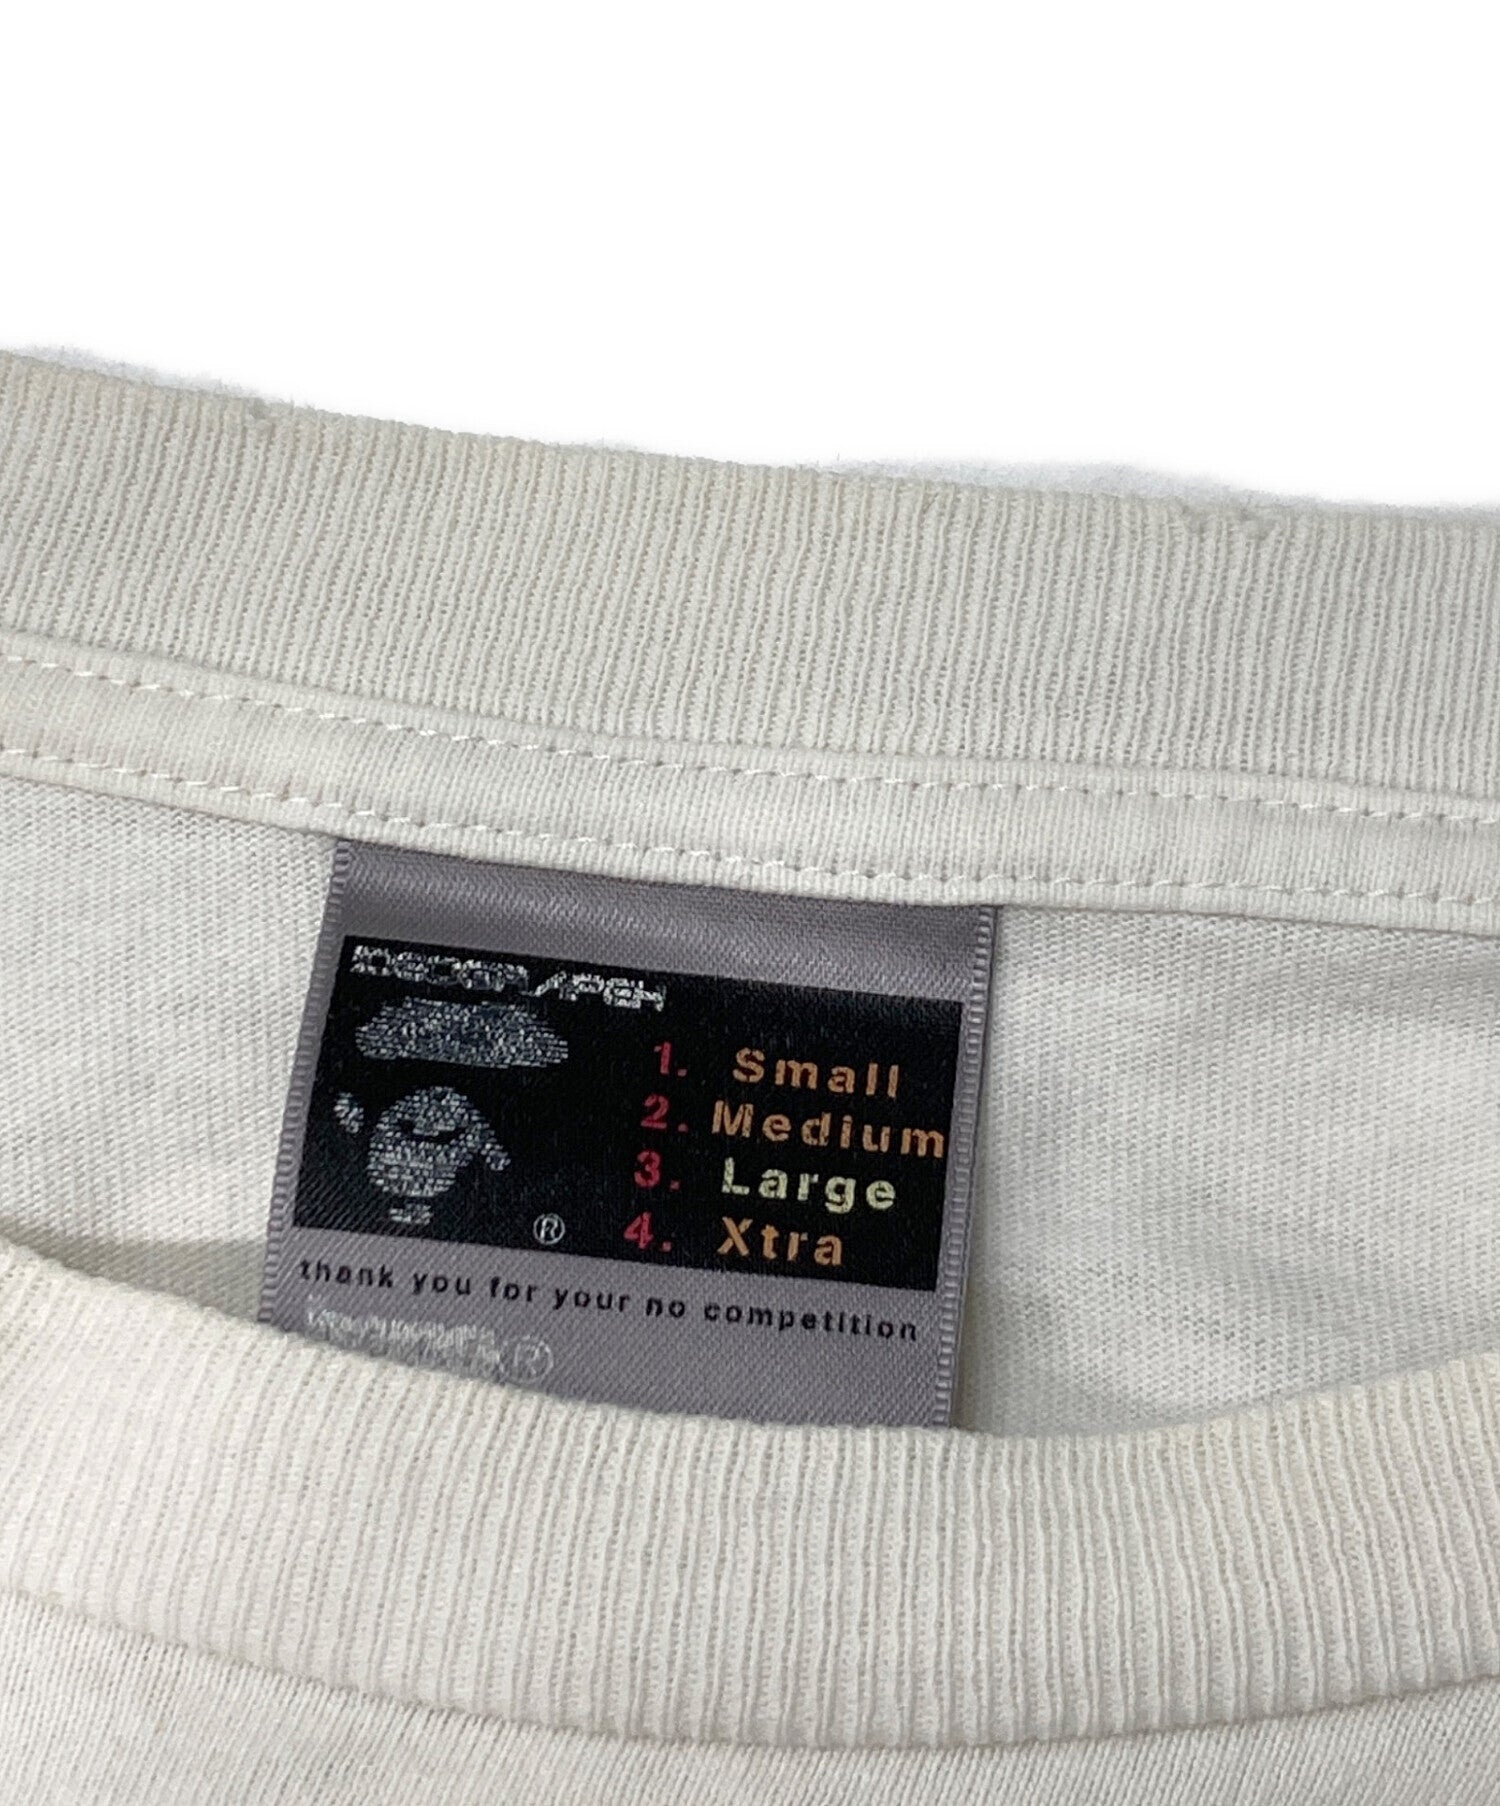 1. Small
2. Medium
3. Large
® 4. Xtra
thank you for your no competition
®